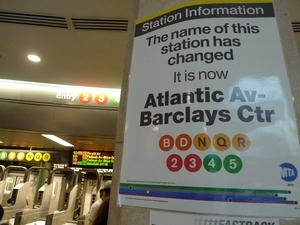 Station Information
The name of this
station has
changed
It is now
Atlantic Av-
Barclays Ctr
B D N Q R
2 3 4 5
MTA
FASTRACK
Entry 2 3
B D N Q R